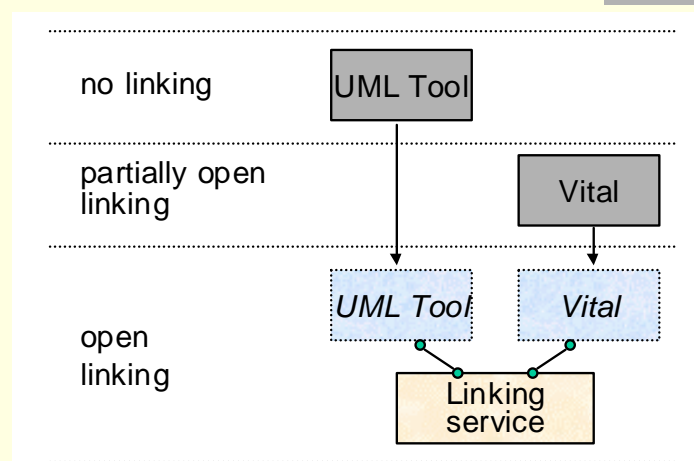 no linking
UML Tool
partially open
linking
Vital
UML Tool
Vital
open
linking
Linking
service